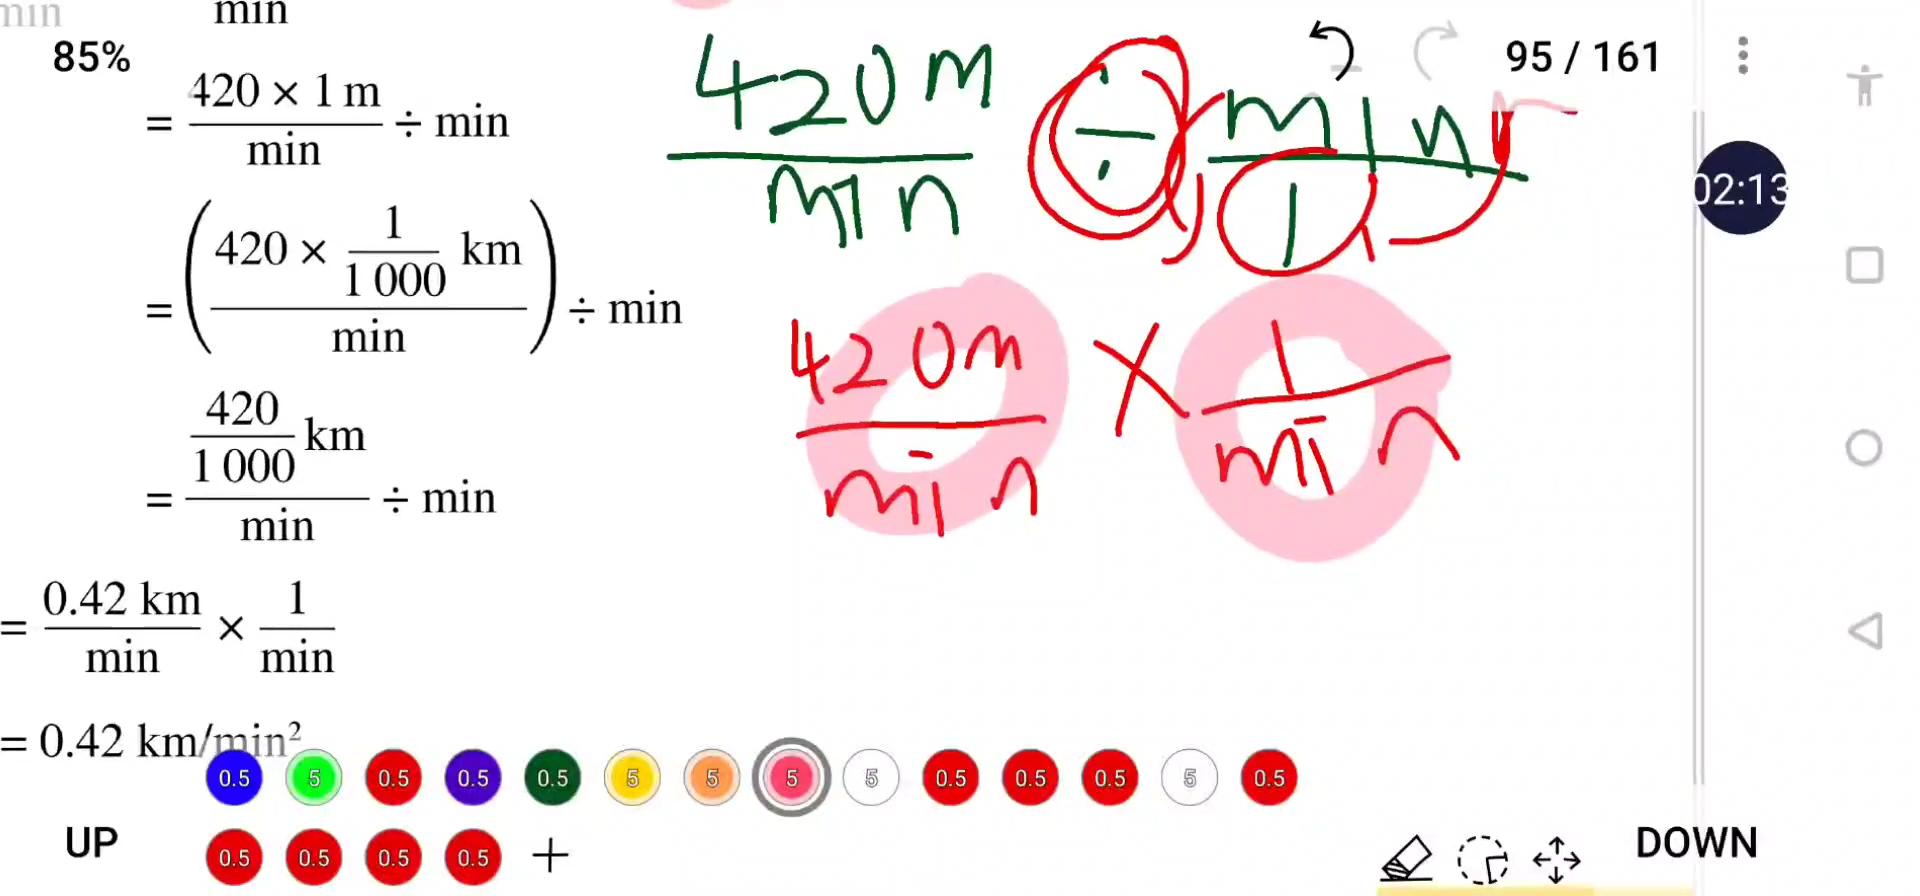 min min
85%
= 420 × 1 m / min ÷ min
= (420 × 1/1 000 km / min) ÷ min
= 420/1 000 km / min ÷ min
= 0.42 km / min × 1 / min
= 0.42 km/min²
420 m / min ÷ min / 1
420 m / min × 1 / min
95 / 161
02:13
0.5 5 0.5 0.5 0.5 5 5 5 5 0.5 0.5 0.5 5 0.5
UP 0.5 0.5 0.5 0.5 + DOWN